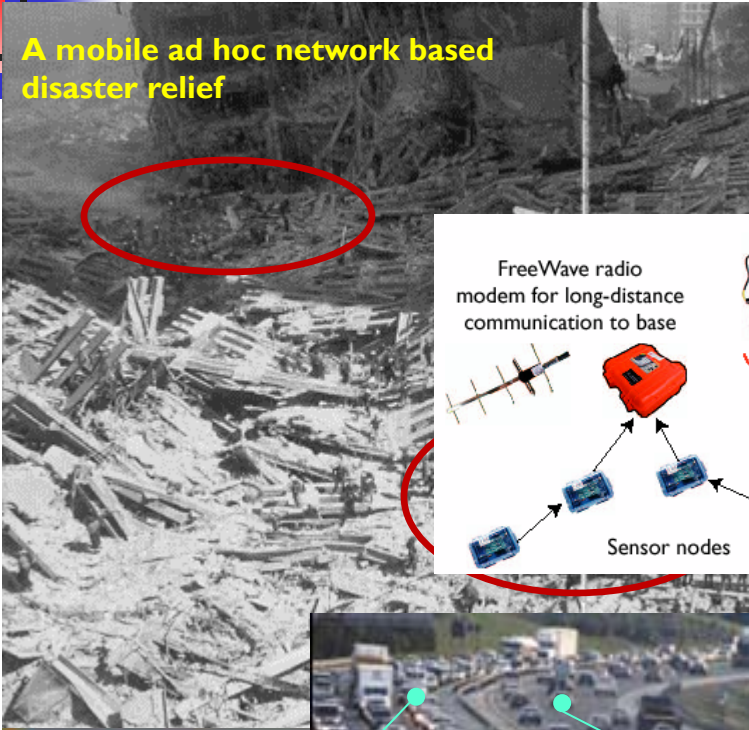 A mobile ad hoc network based
disaster relief
FreeWave radio
modem for long-distance
communication to base
Sensor nodes